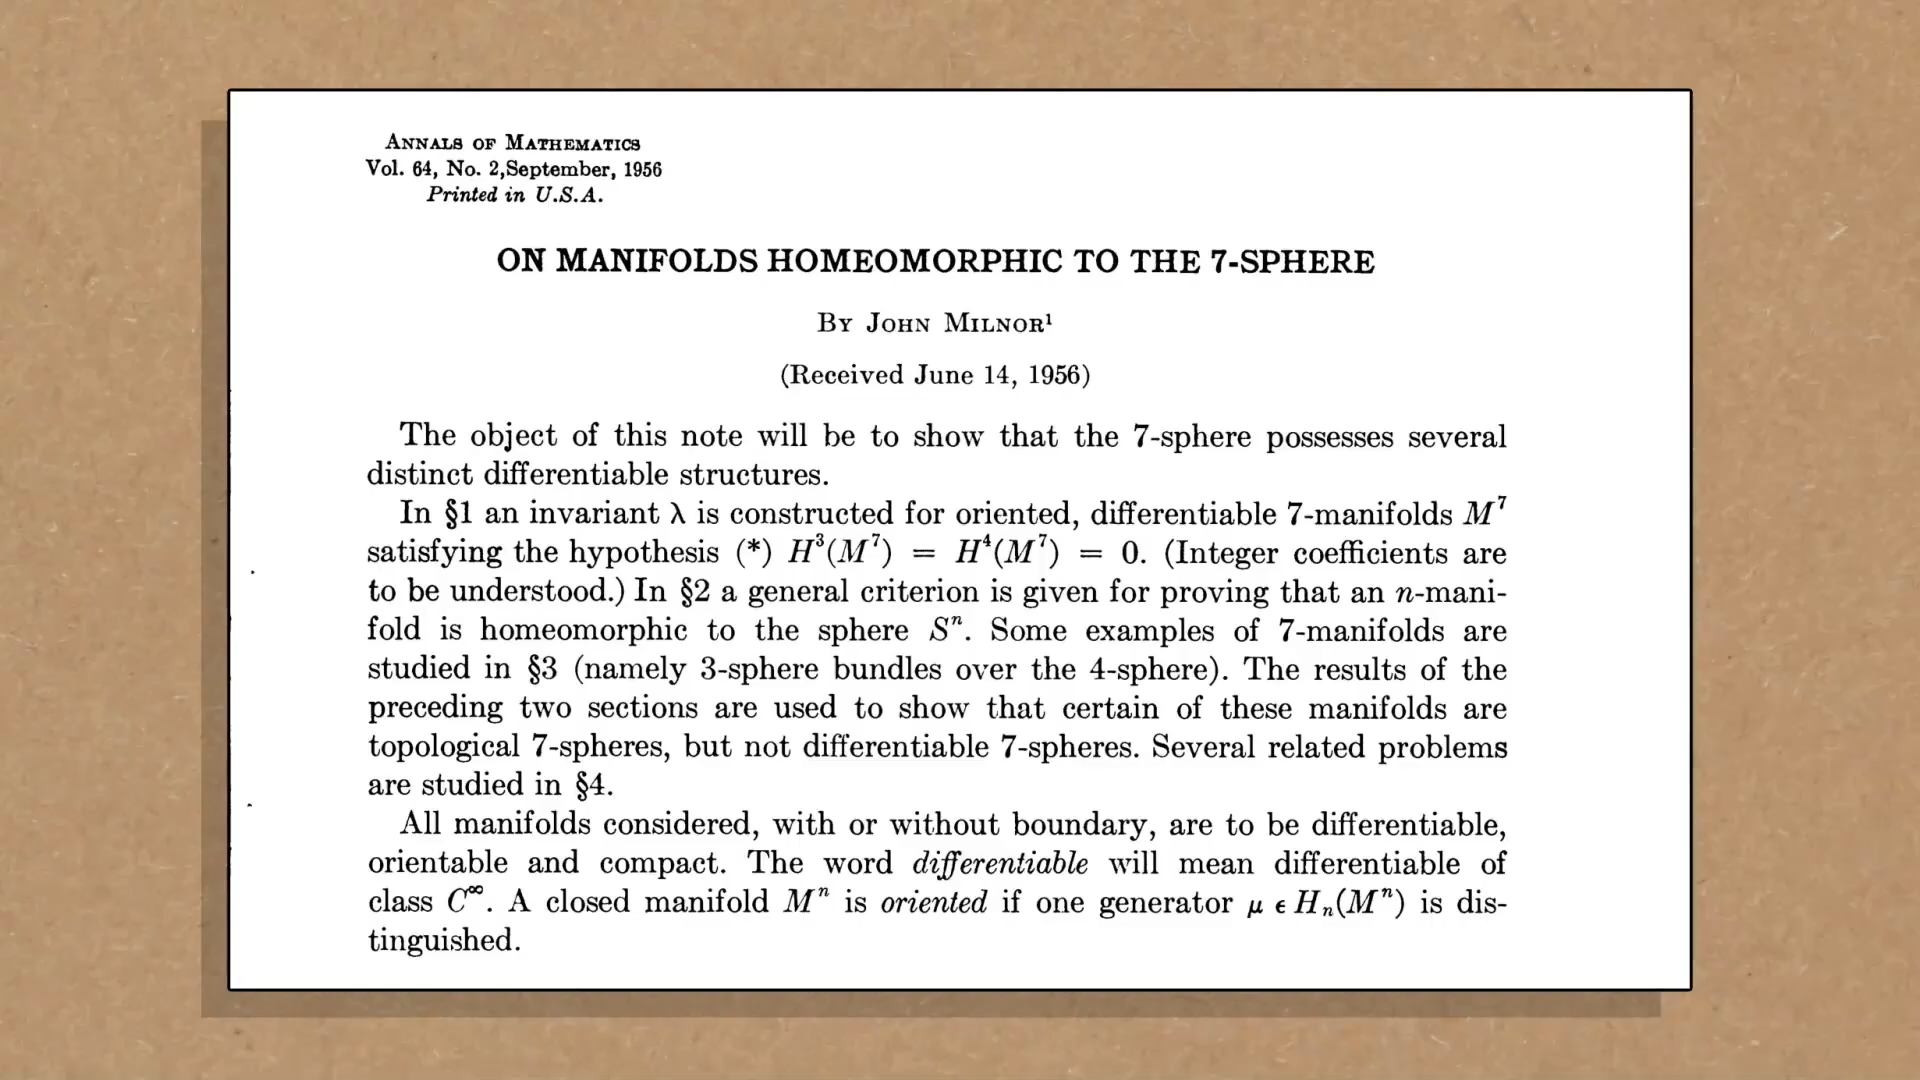 ANNALS OF MATHEMATICS
Vol. 64, No. 2,September, 1956
Printed in U.S.A.
ON MANIFOLDS HOMEOMORPHIC TO THE 7-SPHERE
BY JOHN MILNOR¹
(Received June 14, 1956)
The object of this note will be to show that the 7-sphere possesses several
distinct differentiable structures.
In §1 an invariant λ is constructed for oriented, differentiable 7-manifolds M⁷
satisfying the hypothesis (*) H³(M⁷) = H⁴(M⁷) = 0. (Integer coefficients are
to be understood.) In §2 a general criterion is given for proving that an n-mani-
fold is homeomorphic to the sphere Sⁿ. Some examples of 7-manifolds are
studied in §3 (namely 3-sphere bundles over the 4-sphere). The results of the
preceding two sections are used to show that certain of these manifolds are
topological 7-spheres, but not differentiable 7-spheres. Several related problems
are studied in §4.
All manifolds considered, with or without boundary, are to be differentiable,
orientable and compact. The word differentiable will mean differentiable of
class C^∞. A closed manifold Mⁿ is oriented if one generator μ ϵ Hₙ(Mⁿ) is dis-
tinguished.